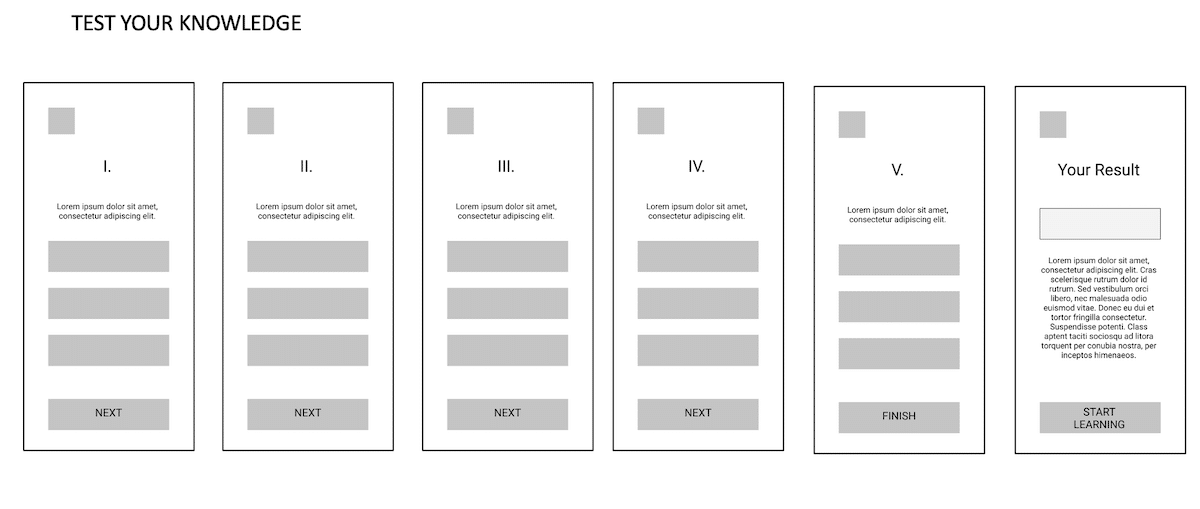 TEST YOUR KNOWLEDGE
I.
Lorem ipsum dolor sit amet,
consectetur adipiscing elit.
NEXT
II.
Lorem ipsum dolor sit amet,
consectetur adipiscing elit.
NEXT
III.
Lorem ipsum dolor sit amet,
consectetur adipiscing elit.
NEXT
IV.
Lorem ipsum dolor sit amet,
consectetur adipiscing elit.
NEXT
V.
Lorem ipsum dolor sit amet,
consectetur adipiscing elit.
FINISH
Your Result
Lorem ipsum dolor sit amet,
consectetur adipiscing elit. Cras
scelerisque rutrum dolor id
rutrum. Sed vestibulum orci
libero, nec malesuada odio
euismod vitae. Donec eu dui et
tortor fringilla consectetur.
Suspendisse potenti. Class
aptent taciti sociosqu ad litora
torquent per conubia nostra, per
inceptos himenaeos.
START
LEARNING